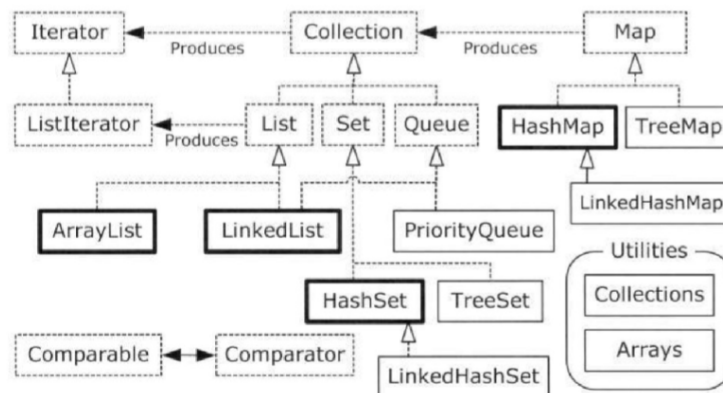 Iterator
Collection
Map
Produces
Produces
ListIterator
Produces
List
Set
Queue
HashMap
TreeMap
LinkedHashMap
ArrayList
LinkedList
PriorityQueue
Utilities
Collections
Arrays
HashSet
TreeSet
Comparable
Comparator
LinkedHashSet